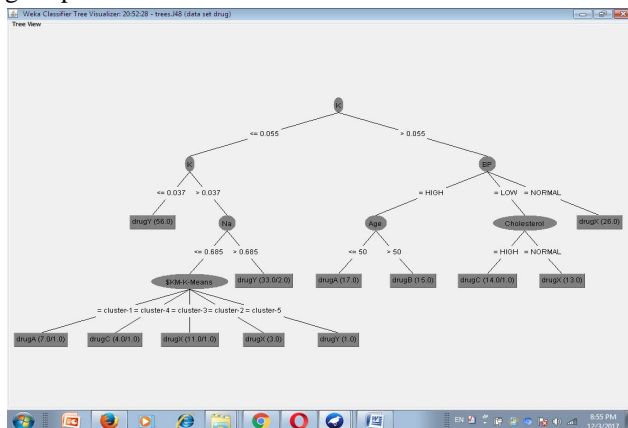 Weka Classifier Tree Visualizer: 20:52:28 - trees.J48 (data set drug)
Tree View
K
<= 0.055 > 0.055
K BP
<= 0.037 > 0.037 = HIGH = LOW = NORMAL
drugY (56.0) Na Age Cholesterol drugX (26.0)
<= 0.685 > 0.685 <= 50 > 50 = HIGH = NORMAL
$KM-K-Means drugY (33.0/2.0) drugA (17.0) drugB (15.0) drugC (14.0/1.0) drugX (13.0)
= cluster-1 = cluster-4 = cluster-3 = cluster-2 = cluster-5
drugA (7.0/1.0) drugC (4.0/1.0) drugX (11.0/1.0) drugX (3.0) drugY (1.0)
EN 8:55 PM
12/3/2017